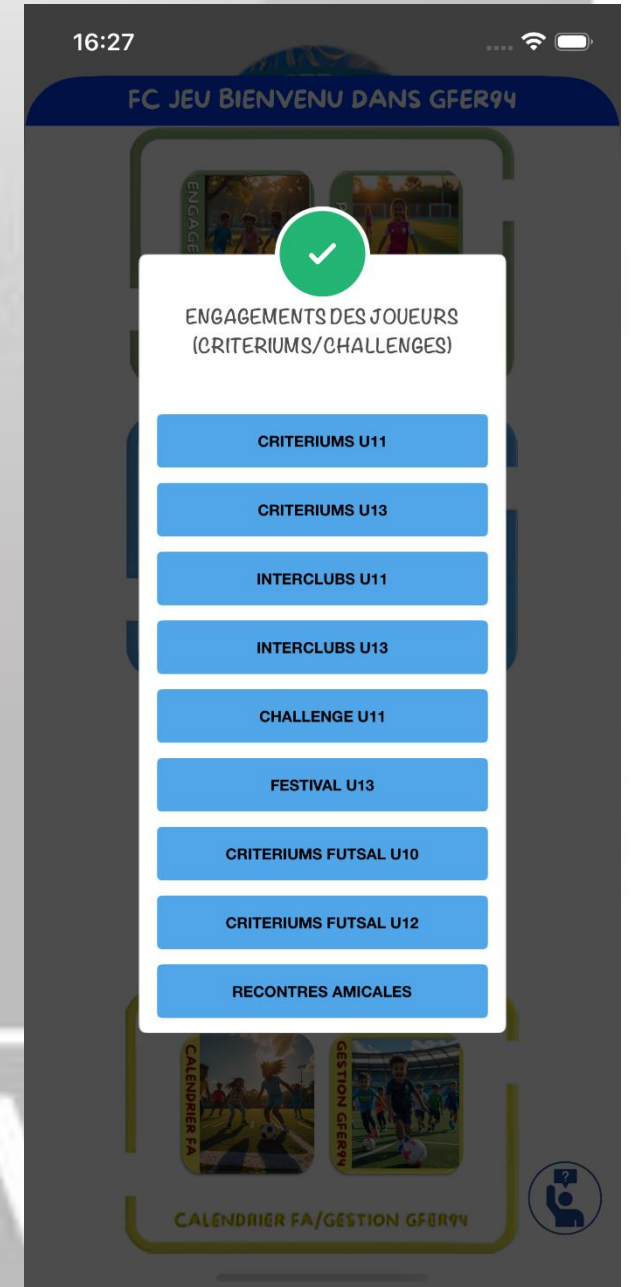 16:27
FC JEU BIENVENU DANS GFER94
ENGAGE
ENGAGEMENTS DES JOUEURS
(CRITERIUMS/CHALLENGES)
CRITERIUMS U11
CRITERIUMS U13
INTERCLUBS U11
INTERCLUBS U13
CHALLENGE U11
FESTIVAL U13
CRITERIUMS FUTSAL U10
CRITERIUMS FUTSAL U12
RECONTRES AMICALES
CALENDRIER FA
GESTION GFER94
?
CALENDRIER FA/GESTION GFER94